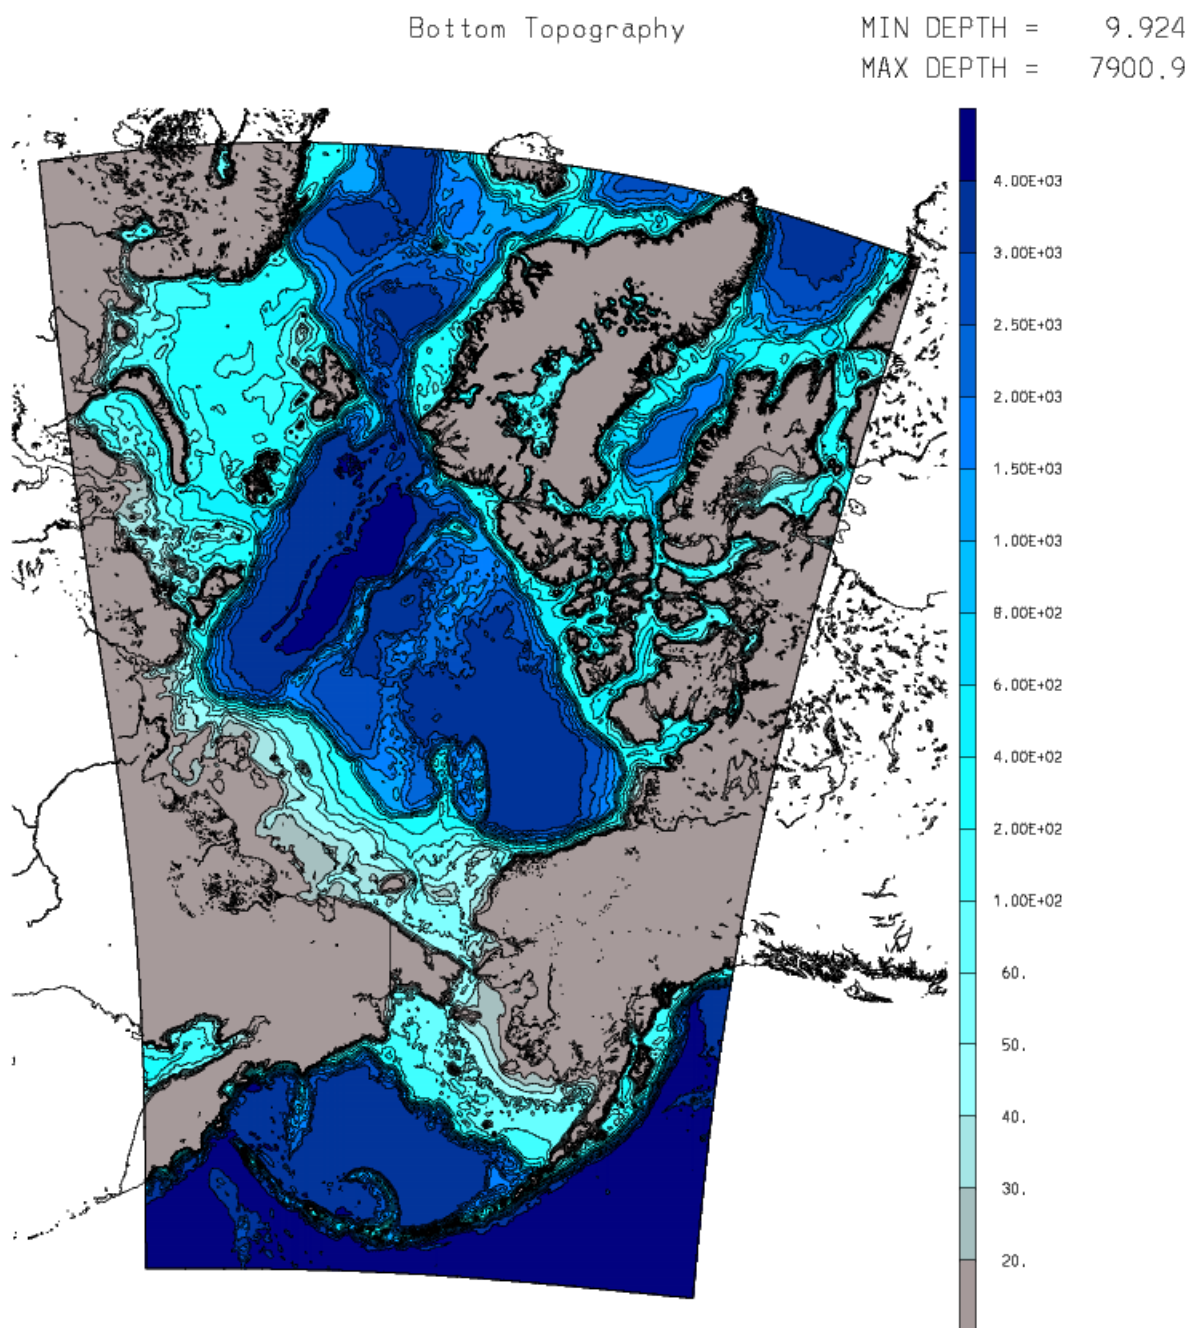 Bottom Topography
MIN DEPTH = 9.924
MAX DEPTH = 7900.9
4.00E+03
3.00E+03
2.50E+03
2.00E+03
1.50E+03
1.00E+03
8.00E+02
6.00E+02
4.00E+02
2.00E+02
1.00E+02
60.
50.
40.
30.
20.